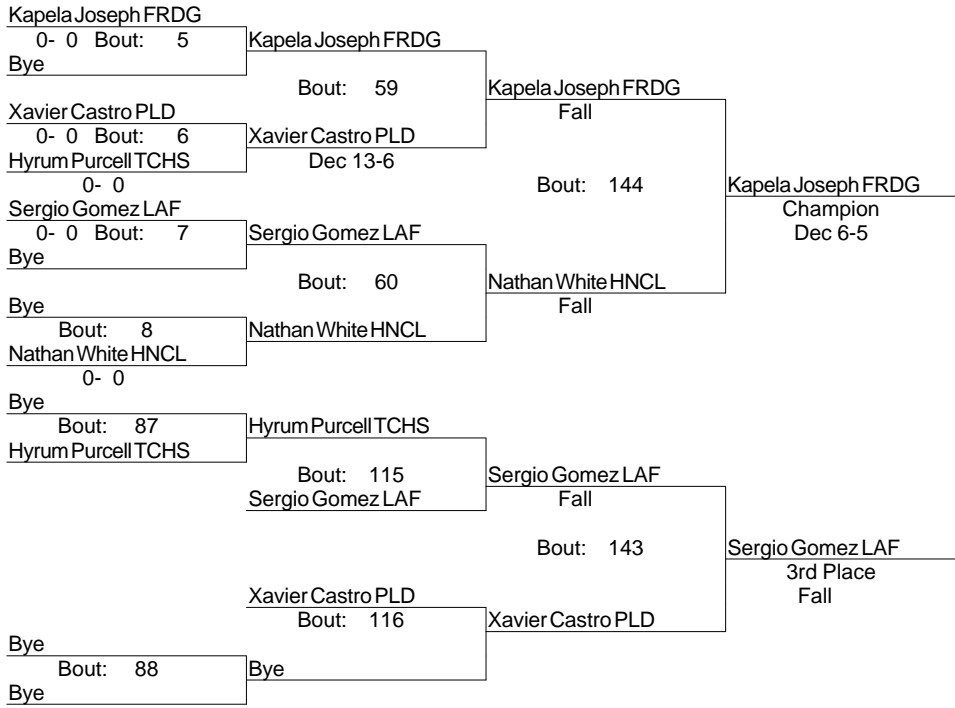 Kapela Joseph FRDG
0- 0 Bout: 5
Kapela Joseph FRDG
Bye
Bout: 59
Kapela Joseph FRDG
Fall
Xavier Castro PLD
0- 0 Bout: 6
Xavier Castro PLD
Hyrum Purcell TCHS
Dec 13-6
0- 0
Bout: 144
Kapela Joseph FRDG
Champion
Dec 6-5
Sergio Gomez LAF
0- 0 Bout: 7
Sergio Gomez LAF
Bye
Bout: 60
Nathan White HNCL
Fall
Bye
Bout: 8
Nathan White HNCL
Nathan White HNCL
0- 0
Bye
Bout: 87
Hyrum Purcell TCHS
Hyrum Purcell TCHS
Bout: 115
Sergio Gomez LAF
Sergio Gomez LAF
Fall
Bout: 143
Sergio Gomez LAF
3rd Place
Fall
Xavier Castro PLD
Bout: 116
Xavier Castro PLD
Bye
Bout: 88
Bye
Bye